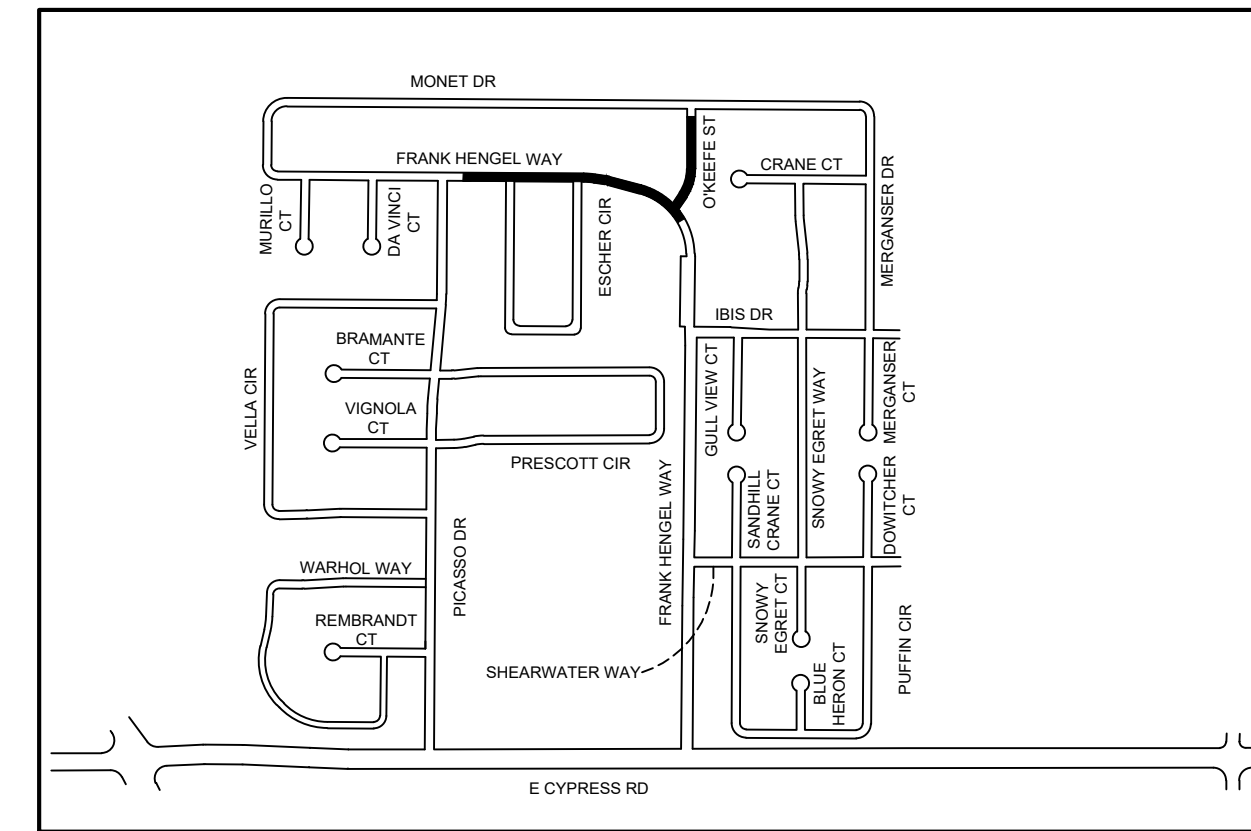 MONET DR
FRANK HENGEL WAY
O'KEEFE ST
CRANE CT
MERGANSER DR
MURILLO
CT
DA VINCI
CT
ESCHER CIR
IBIS DR
BRAMANTE
CT
VELLA CIR
VIGNOLA
CT
PRESCOTT CIR
GULL VIEW CT
SNOWY EGRET WAY
MERGANSER
CT
DOWITCHER
CT
SANDHILL
CRANE CT
FRANK HENGEL WAY
PICASSO DR
WARHOL WAY
REMBRANDT
CT
SHEARWATER WAY
SNOWY
EGRET CT
BLUE
HERON CT
PUFFIN CIR
E CYPRESS RD